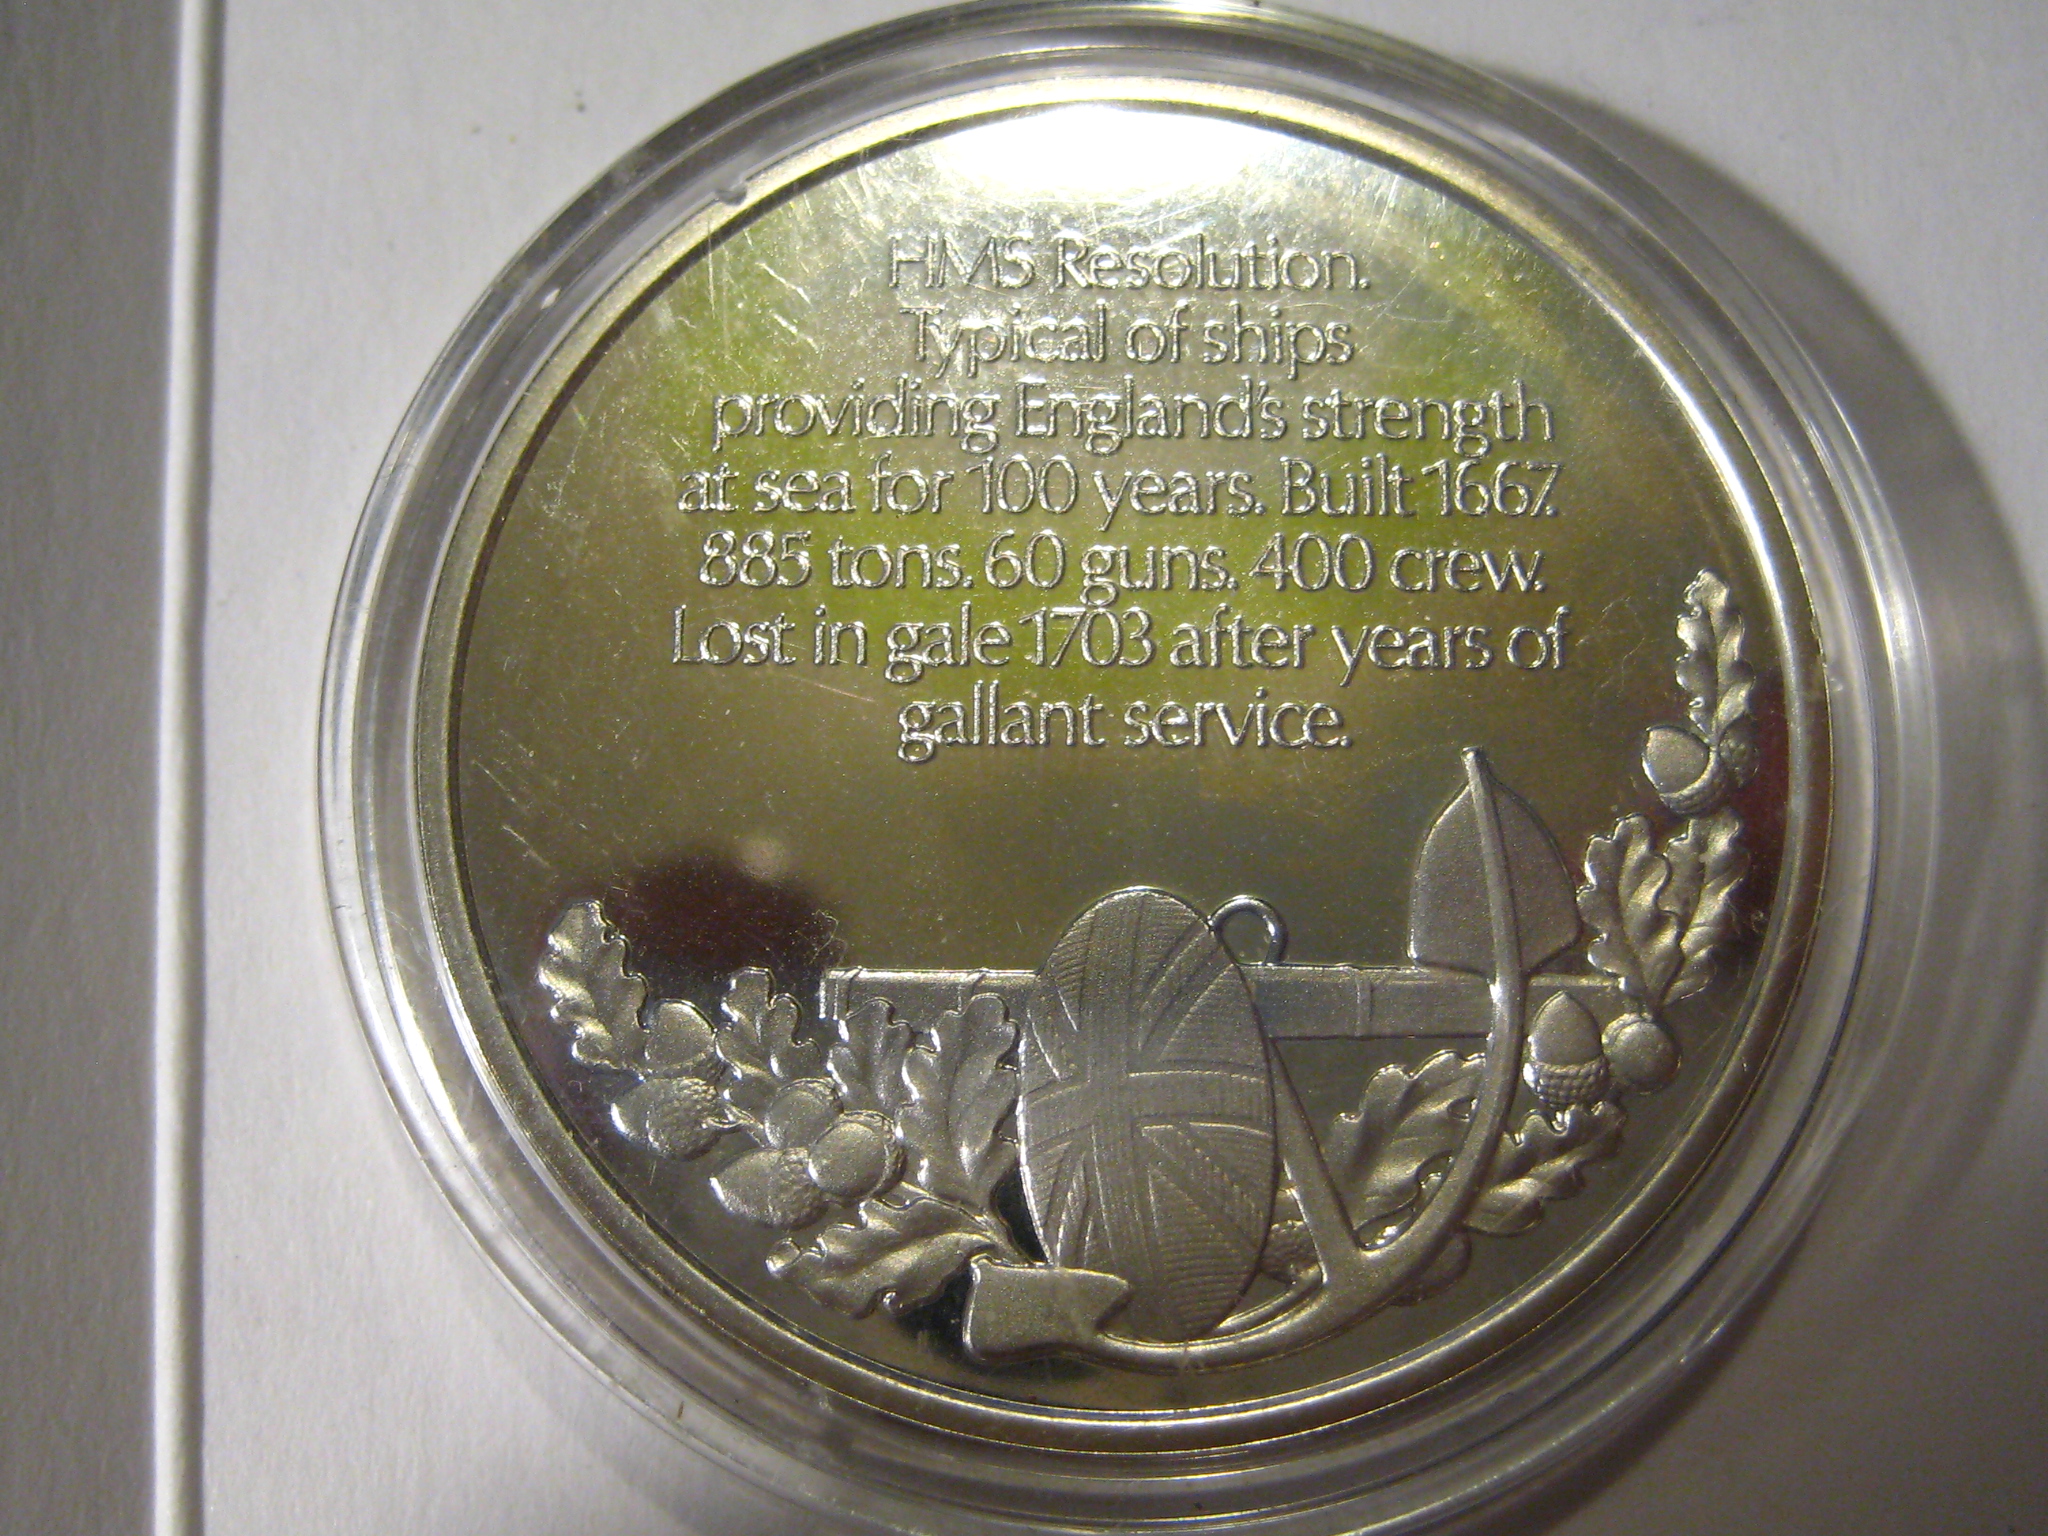 HMS Resolution.
Typical of ships
providing England's strength
at sea for 100 years. Built 1667.
885 tons. 60 guns. 400 crew.
Lost in gale 1703 after years of
gallant service.